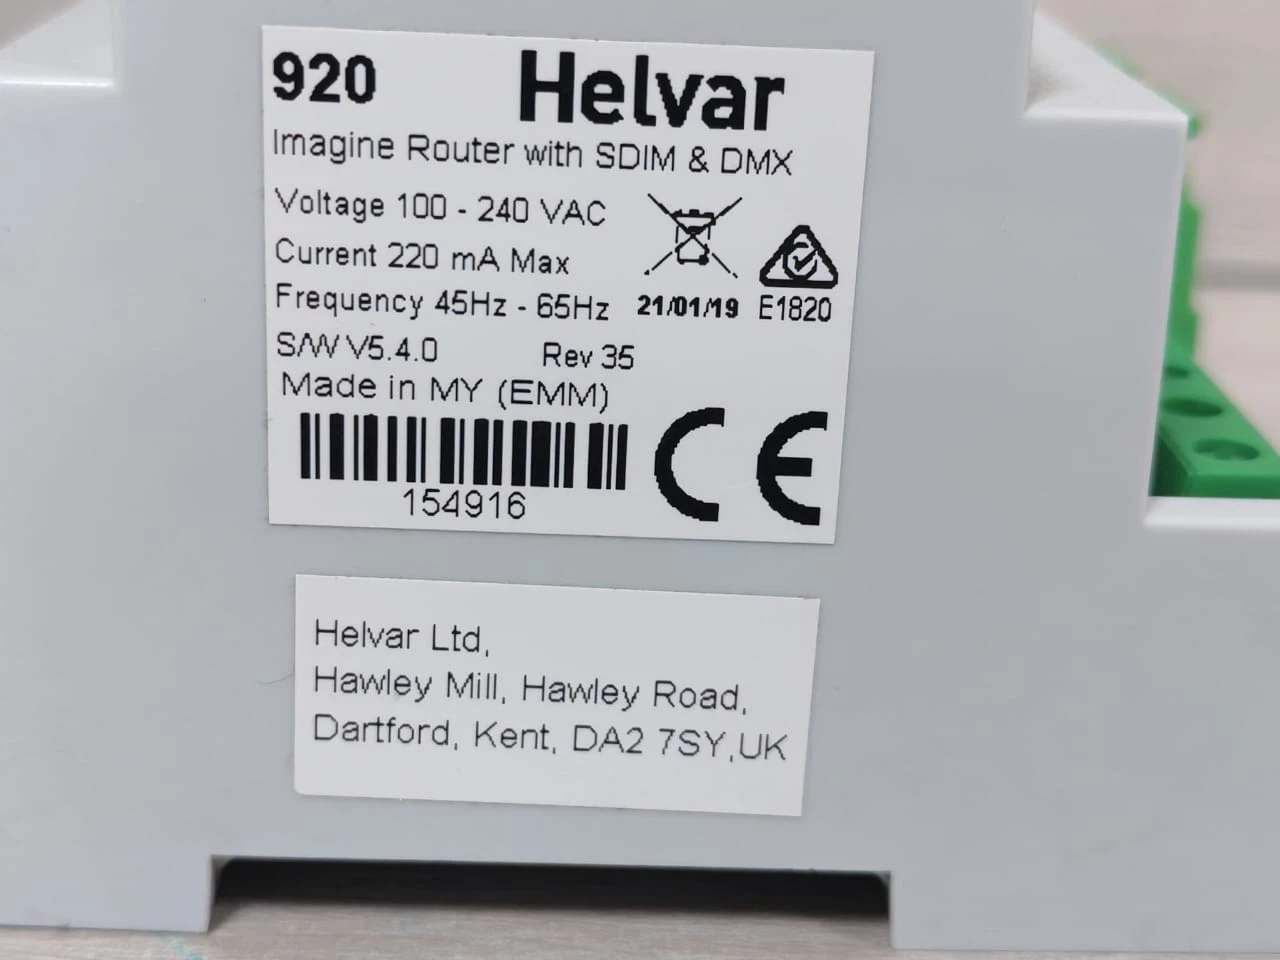 920 Helvar
Imagine Router with SDIM & DMX
Voltage 100 - 240 VAC
Current 220 mA Max
Frequency 45Hz - 65Hz
21/01/19 E1820
S/W V5.4.0 Rev 35
Made in MY (EMM)
CE
154916
Helvar Ltd,
Hawley Mill, Hawley Road,
Dartford, Kent, DA2 7SY,UK